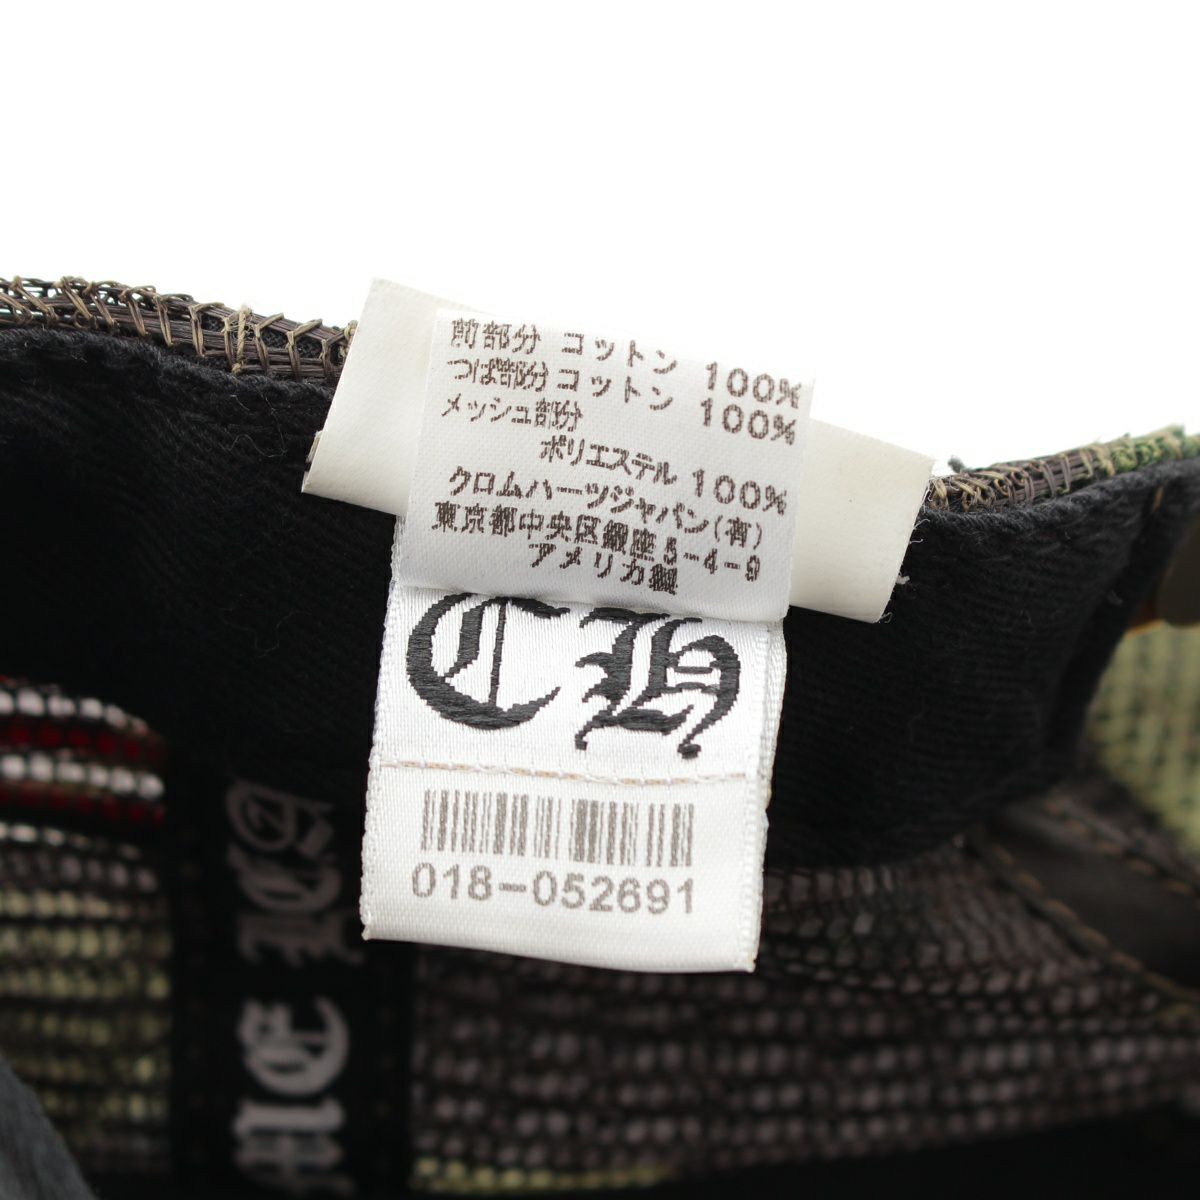 前部分 コットン 100%
つば部分 コットン 100%
メッシュ部分
ポリエステル 100%
クロムハーツジャパン(有)
東京都中央区銀座5-4-9
アメリカ製
CH
018-052691